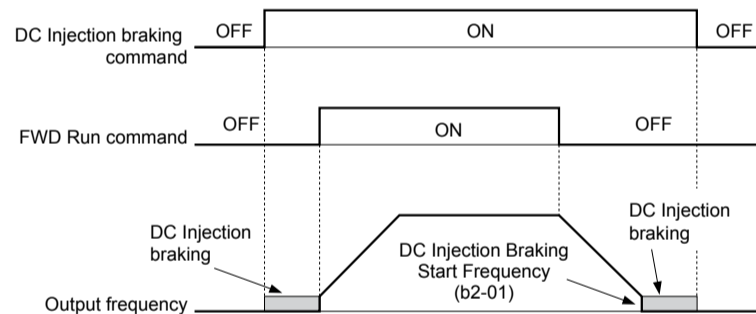 OFF
ON
OFF
DC Injection braking
command
OFF
ON
OFF
FWD Run command
DC Injection
braking
DC Injection Braking
Start Frequency
(b2-01)
DC Injection
braking
Output frequency